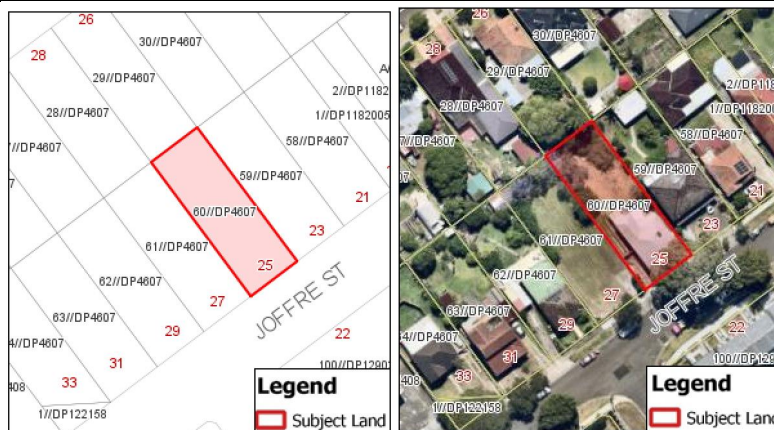 26
28
30//DP4607
29//DP4607
28//DP4607
7//DP4607
2//DP1182
1//DP1182005
58//DP4607
59//DP4607
60//DP4607
61//DP4607
62//DP4607
63//DP4607
4//DP4607
21
23
25
27
29
31
33
JOFFRE ST
22
100//DP1290
408
1//DP122158
Legend
Subject Land
26
28
30//DP4607
29//DP4607
28//DP4607
7//DP4607
2//DP118
1//DP118200
58//DP4607
59//DP4607
60//DP4607
61//DP4607
62//DP4607
63//DP4607
64//DP4607
21
23
25
27
29
31
33
JOFFRE ST
22
100//DP129
408
1//DP122158
Legend
Subject Land